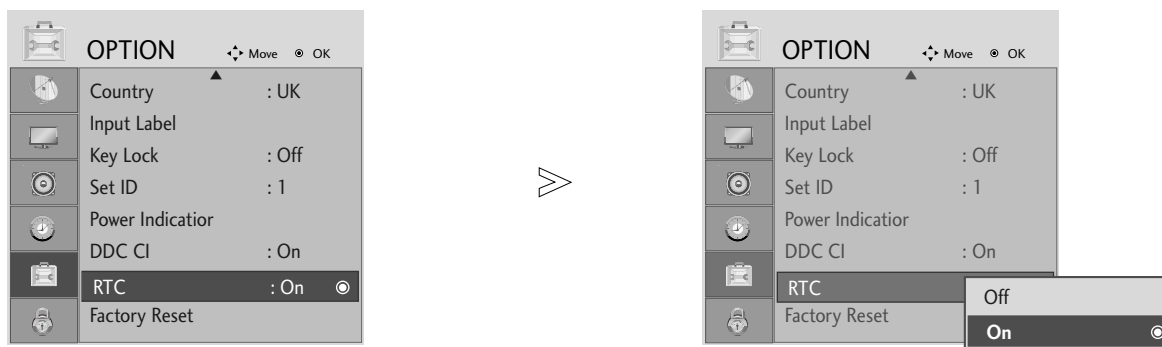 OPTION Move OK
Country : UK
Input Label
Key Lock : Off
Set ID : 1
Power Indicatior
DDC CI : On
RTC : On
Factory Reset
OPTION Move OK
Country : UK
Input Label
Key Lock : Off
Set ID : 1
Power Indicatior
DDC CI : On
RTC
Factory Reset
Off
On